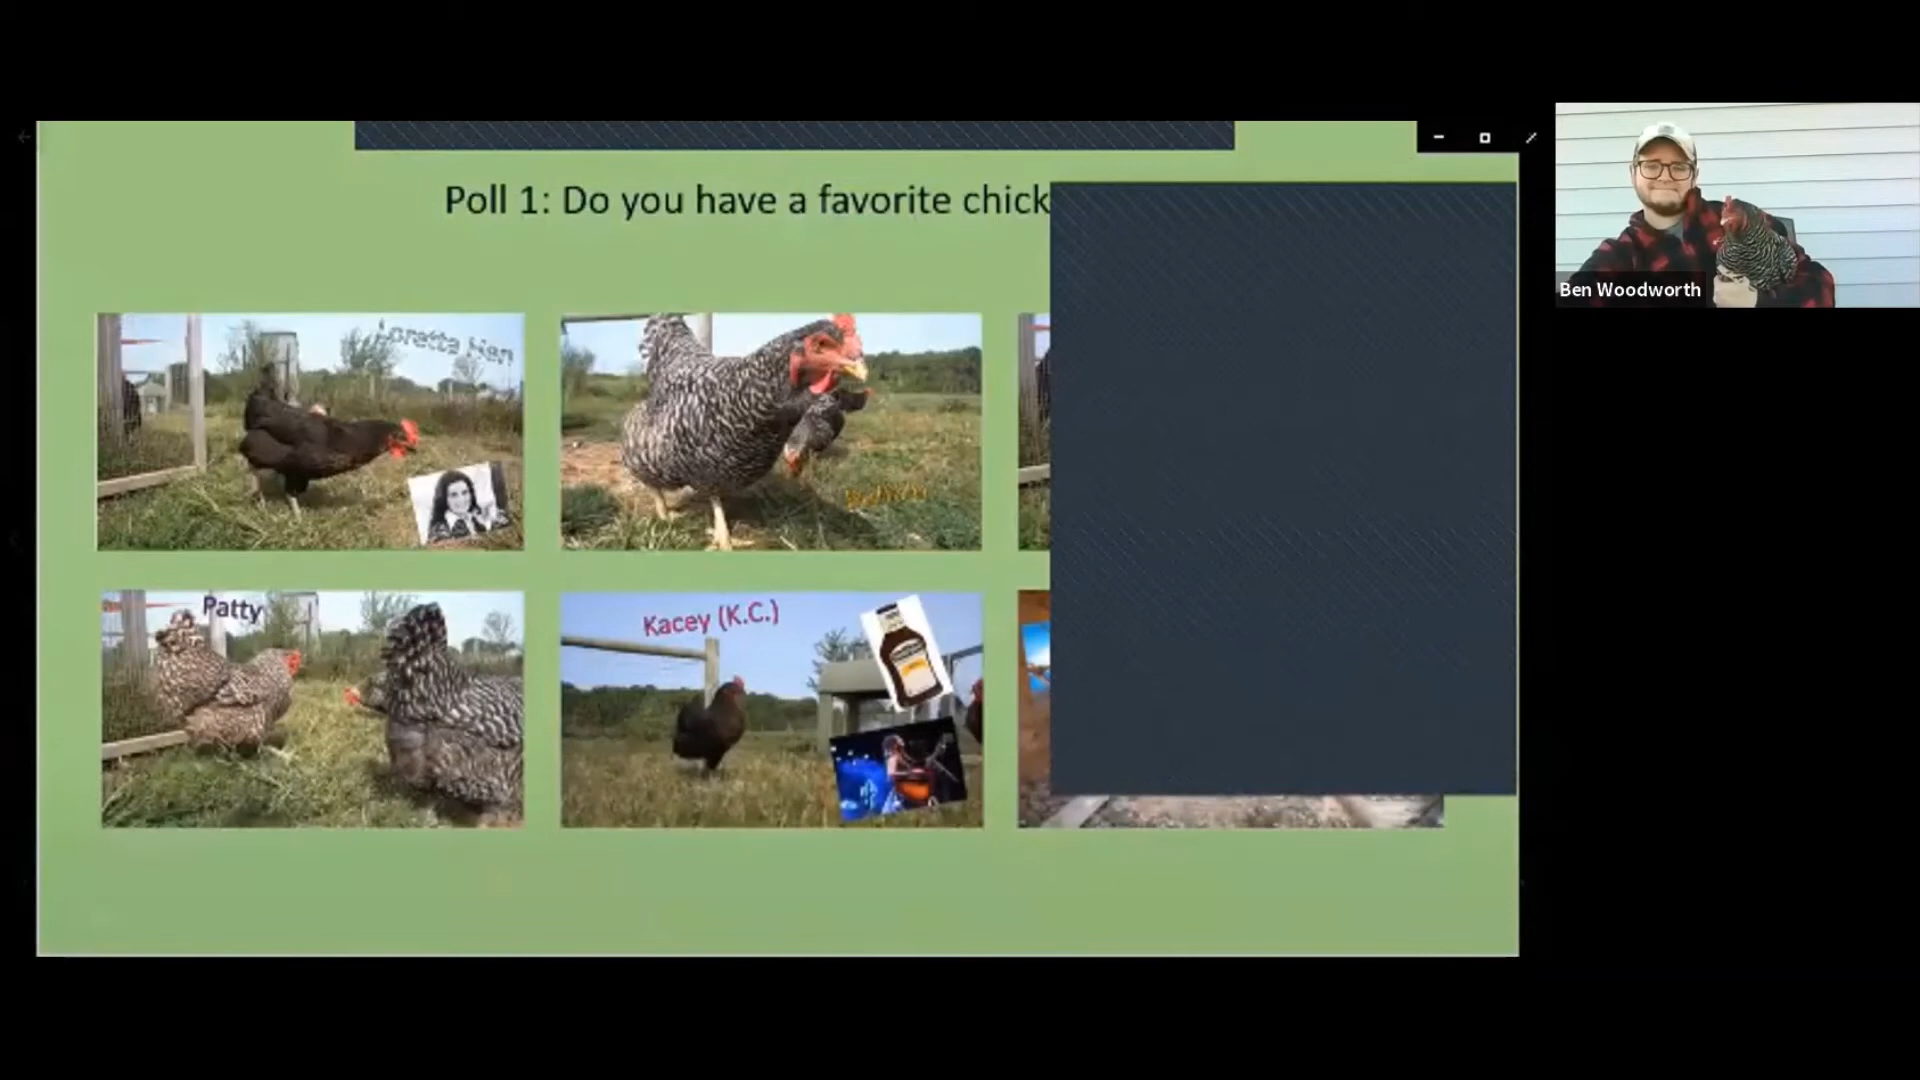 Poll 1: Do you have a favorite chick
Ben Woodworth
Loretta Hen
Patty
Kacey (K.C.)